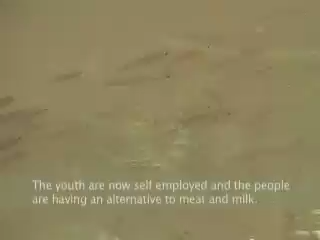 The youth are now self employed and the people
are having an alternative to meat and milk.